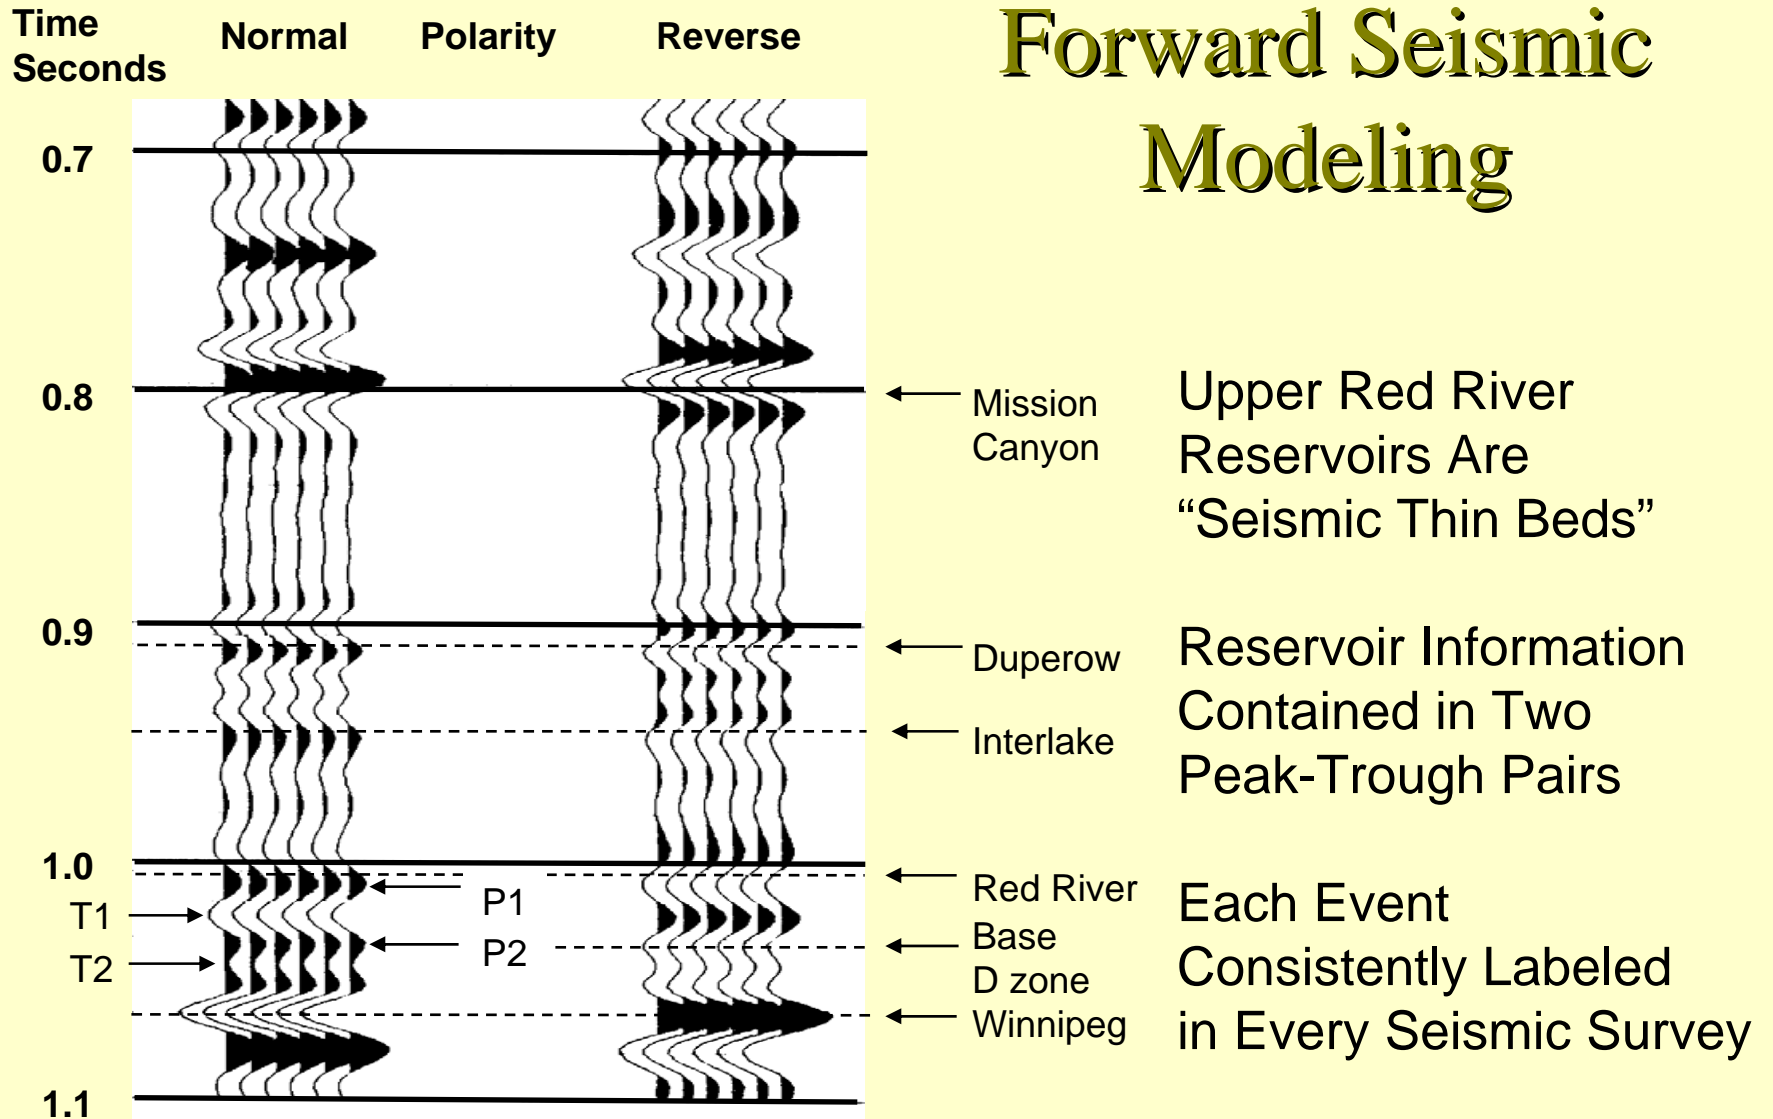 Time
Seconds
Normal
Polarity
Reverse
Forward Seismic
Modeling
0.7
0.8
0.9
1.0
1.1
T1
T2
P1
P2
Mission
Canyon
Duperow
Interlake
Red River
Base
D zone
Winnipeg
Upper Red River
Reservoirs Are
“Seismic Thin Beds”
Reservoir Information
Contained in Two
Peak-Trough Pairs
Each Event
Consistently Labeled
in Every Seismic Survey